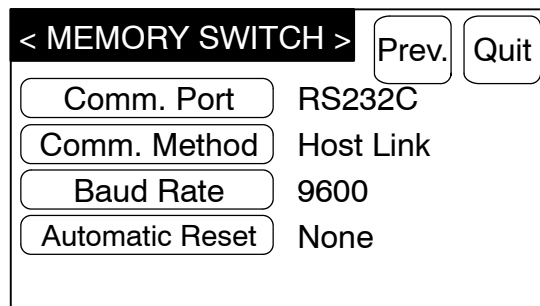 < MEMORY SWITCH > Prev. Quit
Comm. Port RS232C
Comm. Method Host Link
Baud Rate 9600
Automatic Reset None